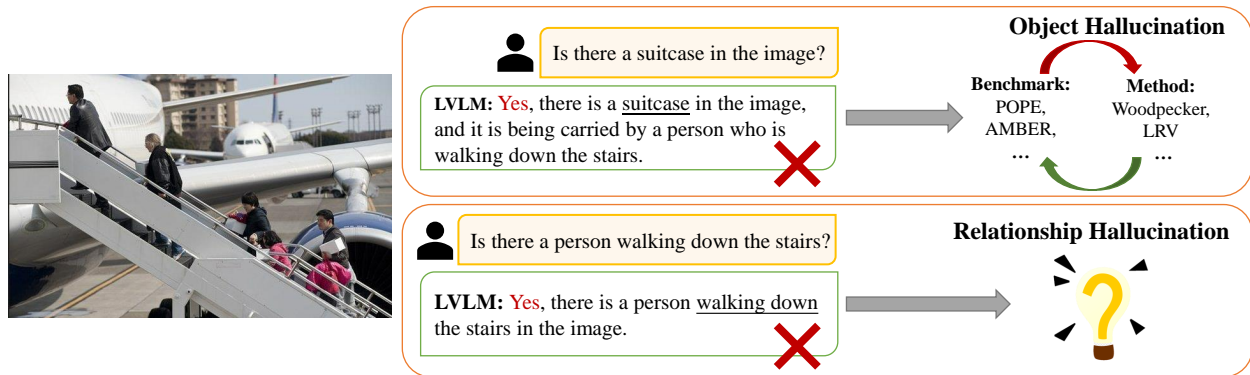 Is there a suitcase in the image?
LVLM: Yes, there is a suitcase in the image,
and it is being carried by a person who is
walking down the stairs.
Object Hallucination
Benchmark:
POPE,
AMBER,
...
Method:
Woodpecker,
LRV
...
Is there a person walking down the stairs?
LVLM: Yes, there is a person walking down
the stairs in the image.
Relationship Hallucination
?